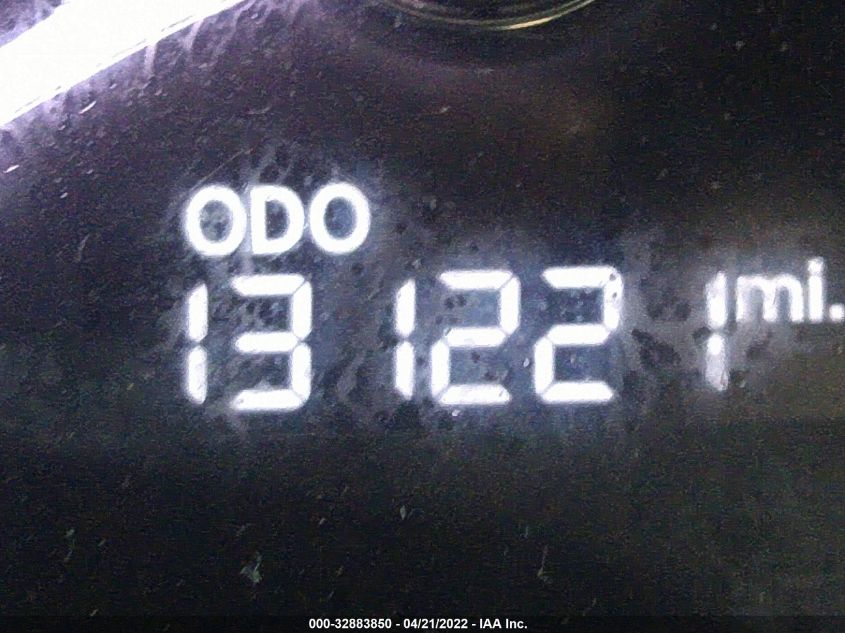 ODO
131221 mi.
000-32883850 - 04/21/2022 - IAA Inc.